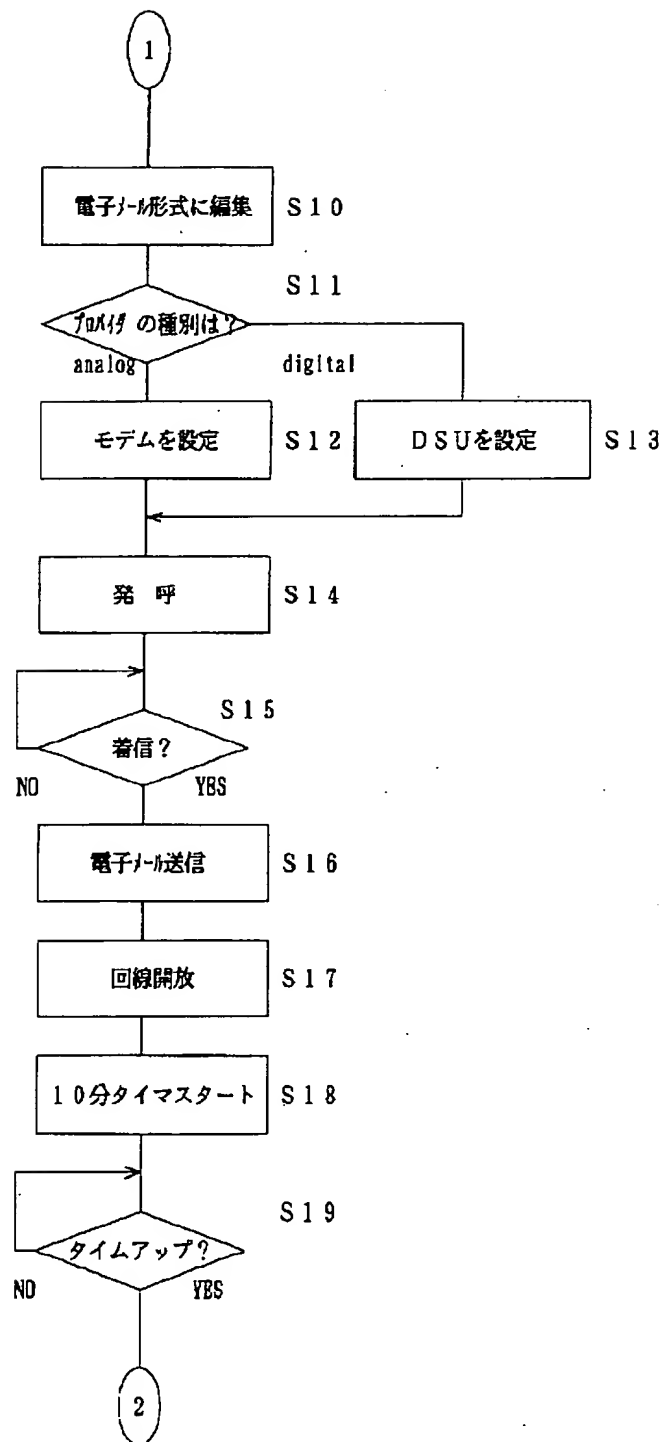 1
電子ﾒｰﾙ形式に編集 S10
S11
ﾌﾟﾛﾊﾞｲﾀﾞ の種別は?
analog digital
モデムを設定 S12 DSUを設定 S13
発 呼 S14
S15
着信?
NO YES
電子ﾒｰﾙ送信 S16
回線開放 S17
10分タイマスタート S18
S19
タイムアップ?
NO YES
2